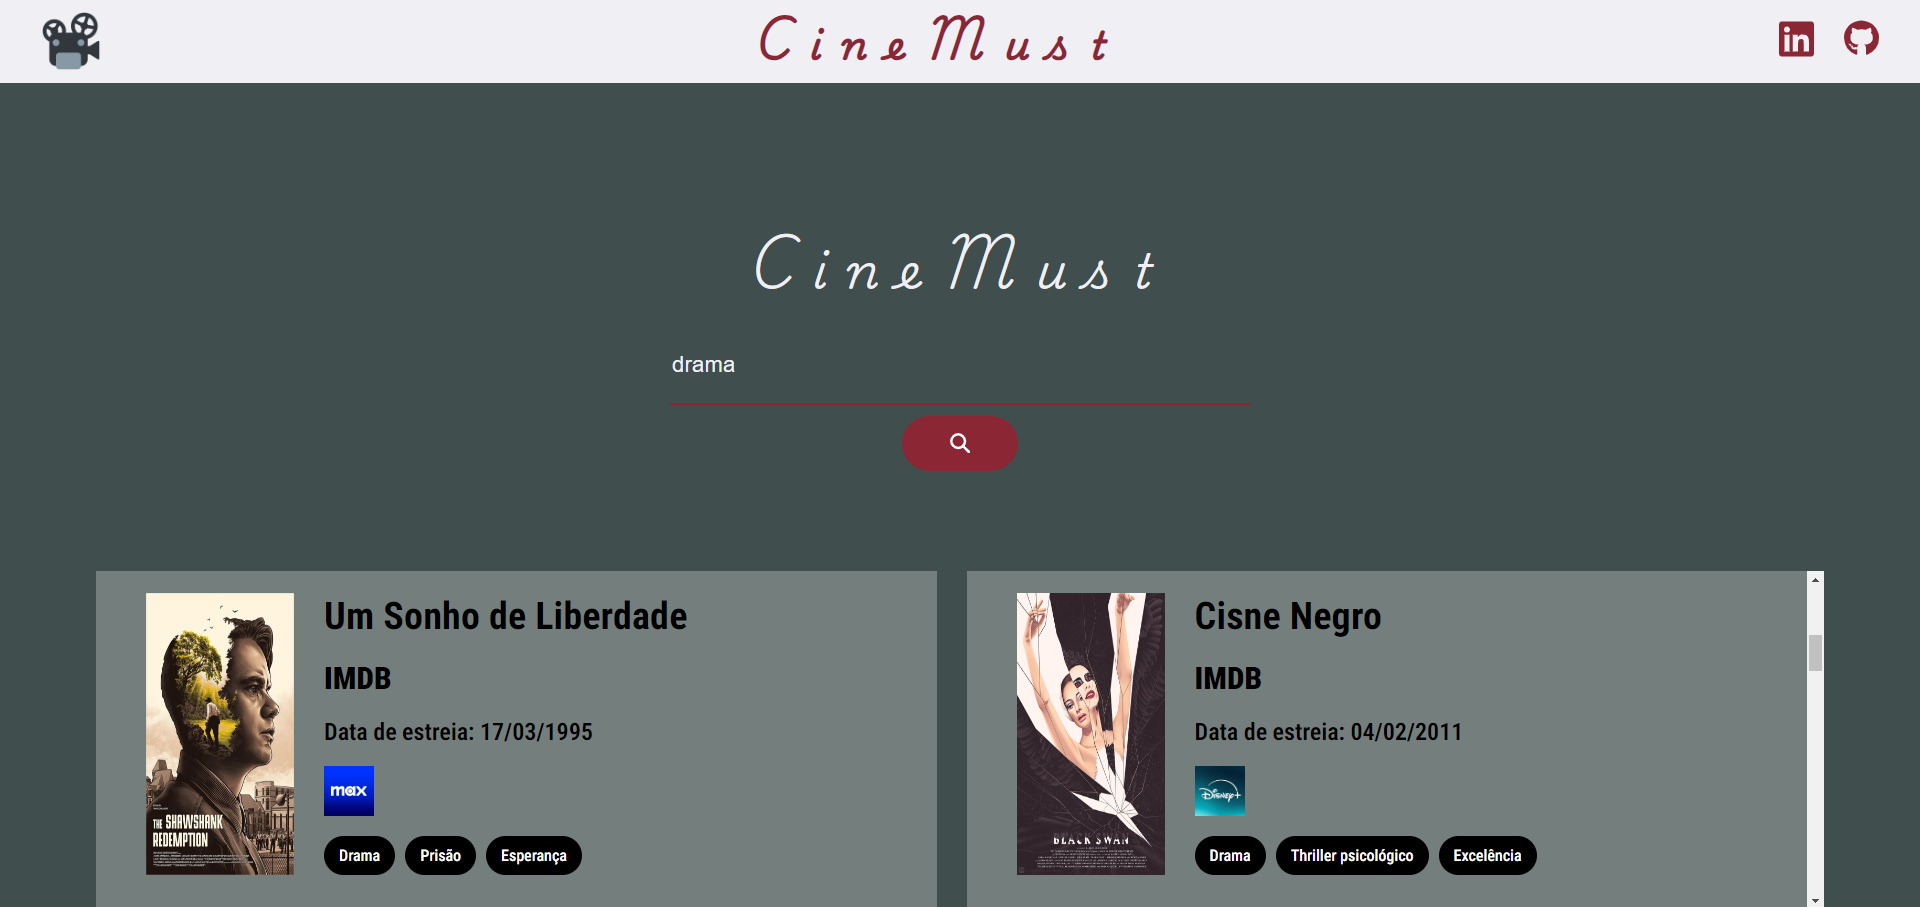 CineMust
in
CineMust
drama
Um Sonho de Liberdade
IMDB
Data de estreia: 17/03/1995
max
Drama Prisão Esperança
THE SHAWSHANK
REDEMPTION
Cisne Negro
IMDB
Data de estreia: 04/02/2011
Disney+
Drama Thriller psicológico Excelência
BLACK SWAN